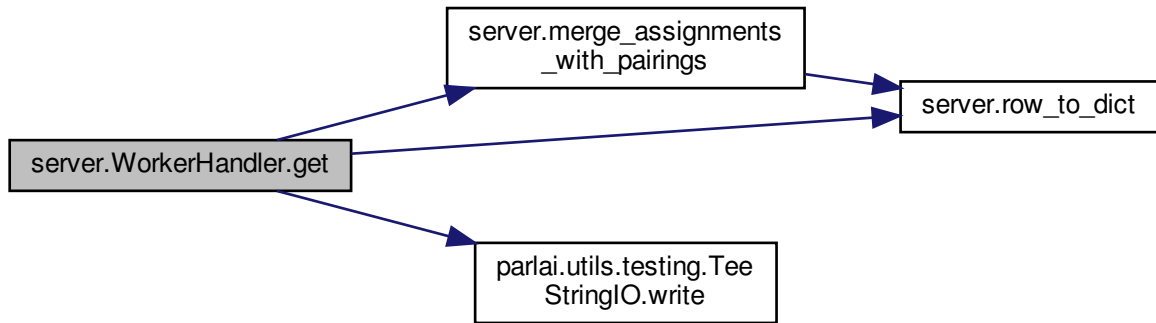 server.merge_assignments
_with_pairings
server.row_to_dict
server.WorkerHandler.get
parlai.utils.testing.Tee
StringIO.write